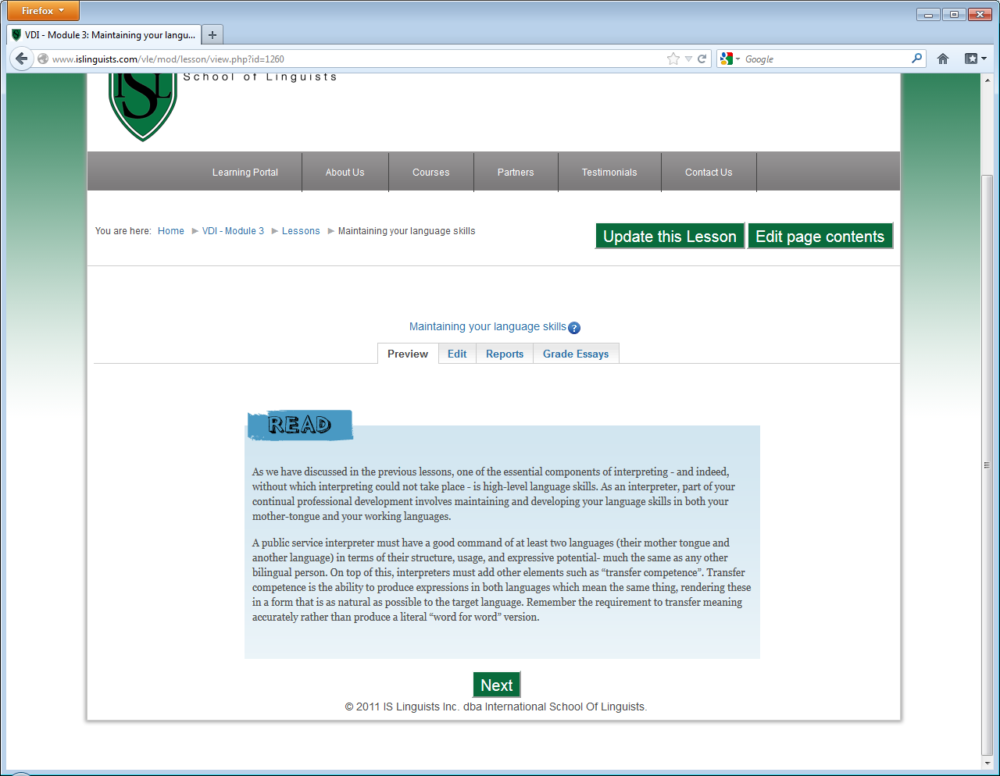 Firefox
VDI - Module 3: Maintaining your langu...
www.islinguists.com/vle/mod/lesson/view.php?id=1260
Google
ISL
School of Linguists
Learning Portal
About Us
Courses
Partners
Testimonials
Contact Us
You are here: Home VDI - Module 3 Lessons Maintaining your language skills
Update this Lesson
Edit page contents
Maintaining your language skills
Preview
Edit
Reports
Grade Essays
READ
As we have discussed in the previous lessons, one of the essential components of interpreting - and indeed,
without which interpreting could not take place - is high-level language skills. As an interpreter, part of your
continual professional development involves maintaining and developing your language skills in both your
mother-tongue and your working languages.
A public service interpreter must have a good command of at least two languages (their mother tongue and
another language) in terms of their structure, usage, and expressive potential- much the same as any other
bilingual person. On top of this, interpreters must add other elements such as “transfer competence”. Transfer
competence is the ability to produce expressions in both languages which mean the same thing, rendering these
in a form that is as natural as possible to the target language. Remember the requirement to transfer meaning
accurately rather than produce a literal “word for word” version.
Next
© 2011 IS Linguists Inc. dba International School Of Linguists.